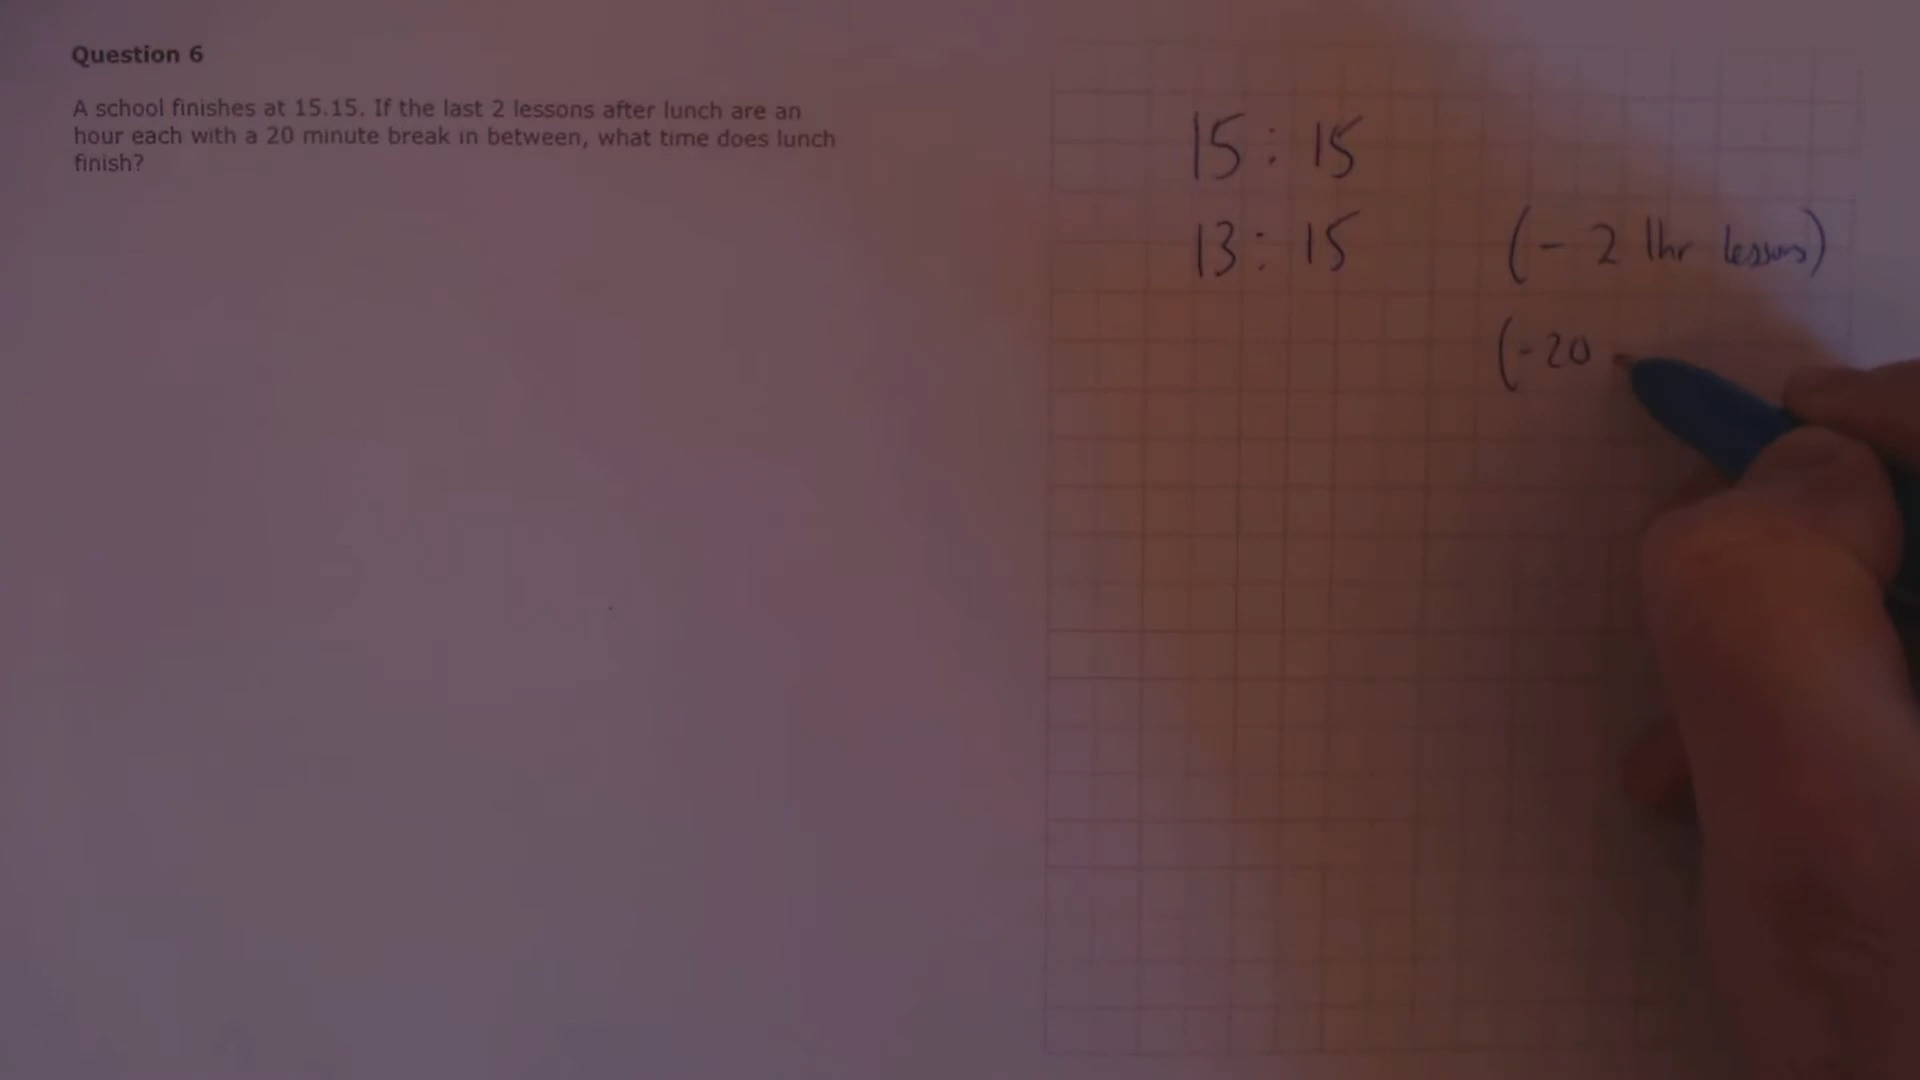 Question 6
A school finishes at 15.15. If the last 2 lessons after lunch are an
hour each with a 20 minute break in between, what time does lunch
finish?
15 : 15
13 : 15 (- 2 1hr lessons)
(-20